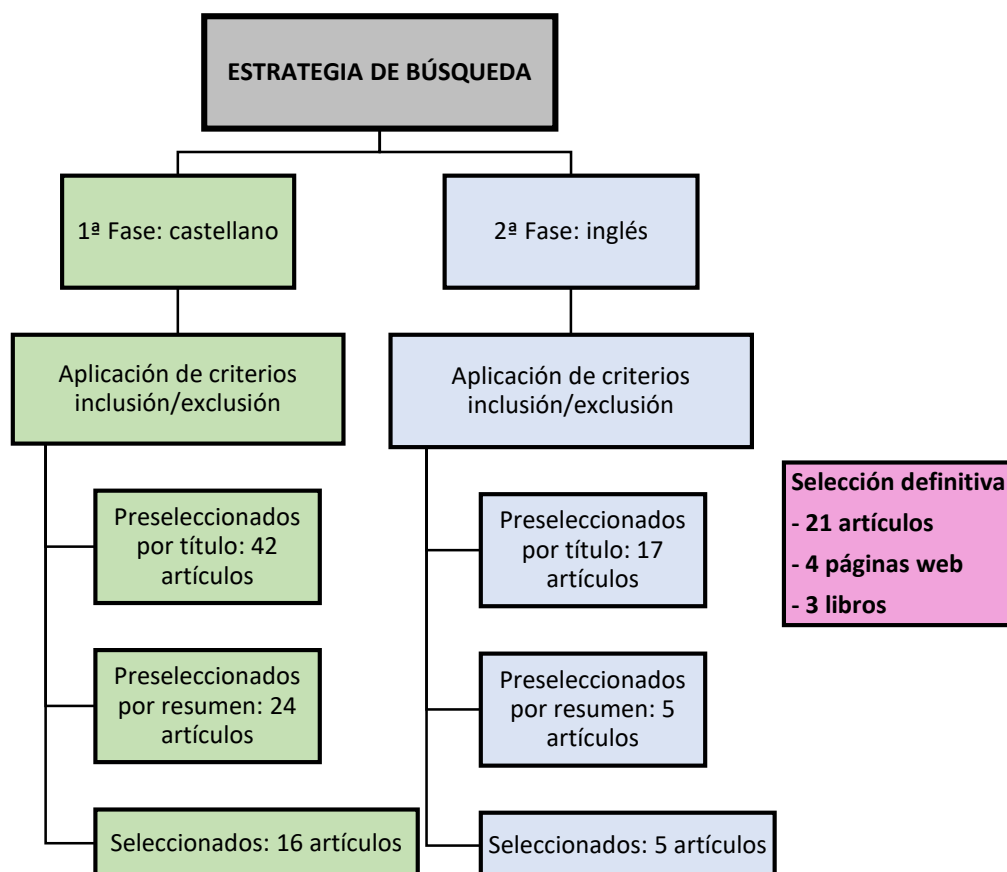 ESTRATEGIA DE BÚSQUEDA
1ª Fase: castellano
2ª Fase: inglés
Aplicación de criterios
inclusión/exclusión
Aplicación de criterios
inclusión/exclusión
Preseleccionados
por título: 42
artículos
Preseleccionados
por título: 17
artículos
Selección definitiva
- 21 artículos
- 4 páginas web
- 3 libros
Preseleccionados
por resumen: 24
artículos
Preseleccionados
por resumen: 5
artículos
Seleccionados: 16 artículos
Seleccionados: 5 artículos